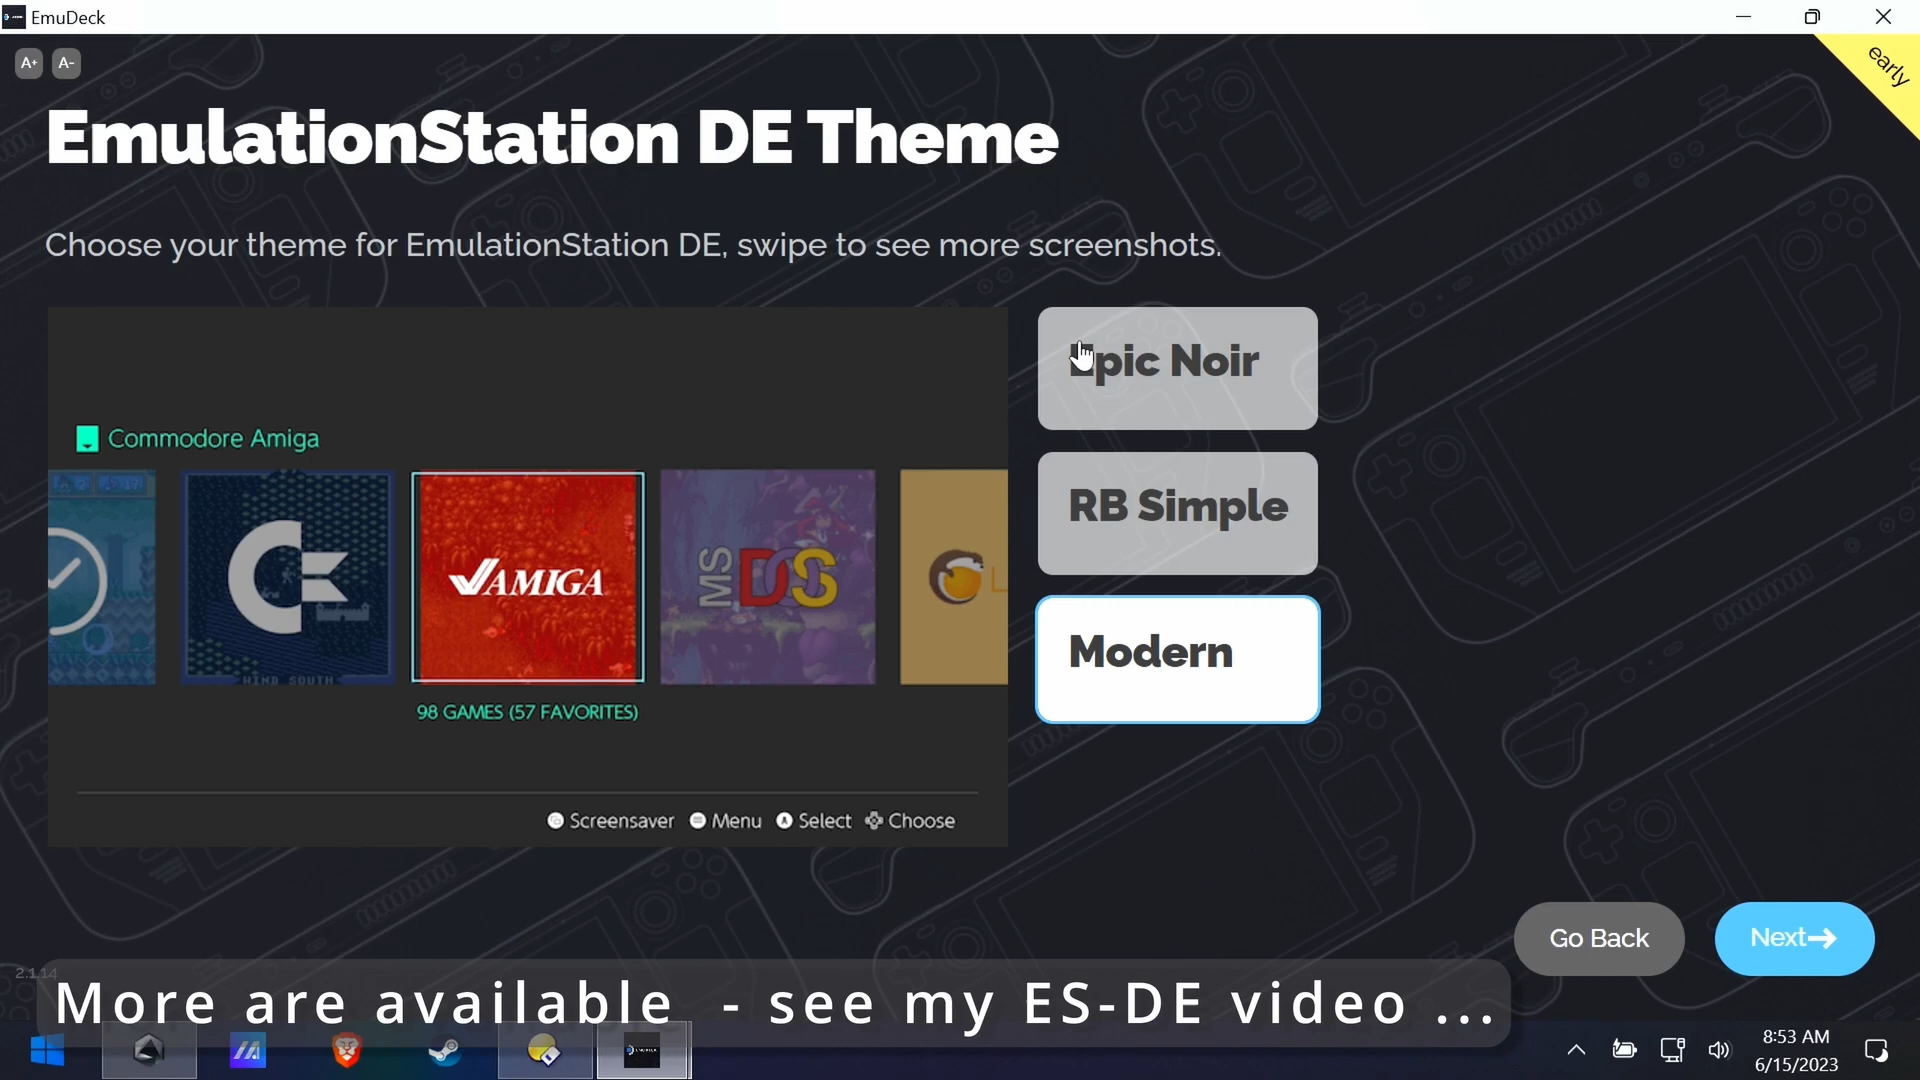 EmuDeck
A+ A-
early
EmulationStation DE Theme
Choose your theme for EmulationStation DE, swipe to see more screenshots.
Commodore Amiga
AMIGA
MS DOS
98 GAMES (57 FAVORITES)
Screensaver Menu Select Choose
Epic Noir
RB Simple
Modern
Go Back
Next
2.1.14
More are available - see my ES-DE video ...
8:53 AM
6/15/2023